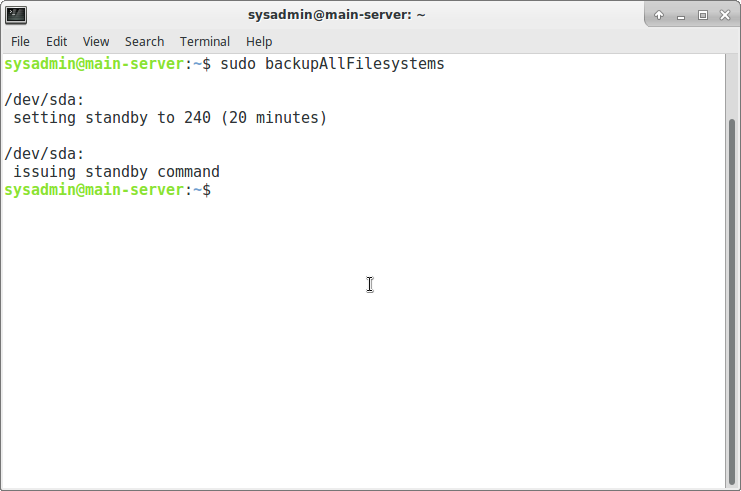 sysadmin@main-server: ~
File Edit View Search Terminal Help
sysadmin@main-server:~$ sudo backupAllFilesystems
/dev/sda:
setting standby to 240 (20 minutes)
/dev/sda:
issuing standby command
sysadmin@main-server:~$